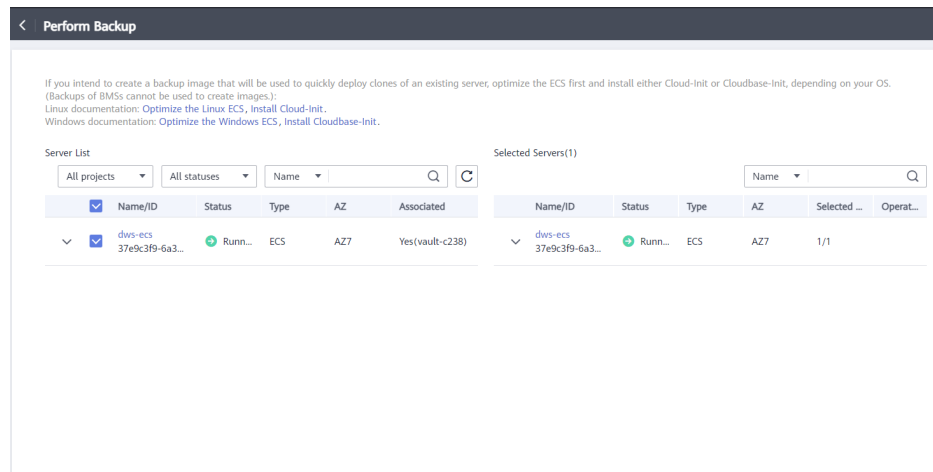 Perform Backup
If you intend to create a backup image that will be used to quickly deploy clones of an existing server, optimize the ECS first and install either Cloud-Init or Cloudbase-Init, depending on your OS.
(Backups of BMSs cannot be used to create images.):
Linux documentation: Optimize the Linux ECS, Install Cloud-Init.
Windows documentation: Optimize the Windows ECS, Install Cloudbase-Init.
Server List
All projects All statuses Name
Name/ID Status Type AZ Associated
dws-ecs
37e9c3f9-6a3... Runn... ECS AZ7 Yes(vault-c238)
Selected Servers(1)
Name
Name/ID Status Type AZ Selected ... Operat...
dws-ecs
37e9c3f9-6a3... Runn... ECS AZ7 1/1